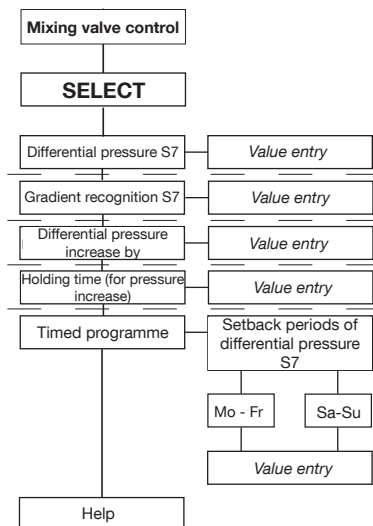 Mixing valve control
SELECT
Differential pressure S7
Value entry
Gradient recognition S7
Value entry
Differential pressure
increase by
Value entry
Holding time (for pressure
increase)
Value entry
Timed programme
Setback periods of
differential pressure
S7
Mo - Fr
Sa-Su
Value entry
Help